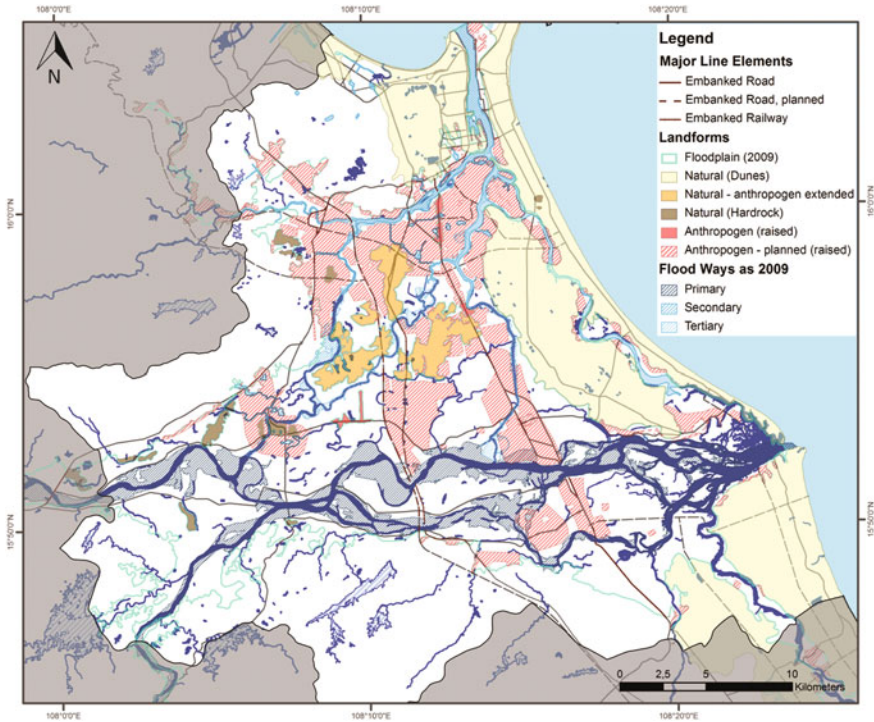 108°0'0"E
108°10'0"E
108°20'0"E
N
Legend
Major Line Elements
Embanked Road
Embanked Road, planned
Embanked Railway
Landforms
Floodplain (2009)
Natural (Dunes)
Natural - anthropogen extended
Natural (Hardrock)
Anthropogen (raised)
Anthropogen - planned (raised)
Flood Ways as 2009
Primary
Secondary
Tertiary
16°0'0"N
16°0'0"N
15°50'0"N
15°50'0"N
0 2,5 5 10
Kilometers
108°0'0"E
108°10'0"E
108°20'0"E